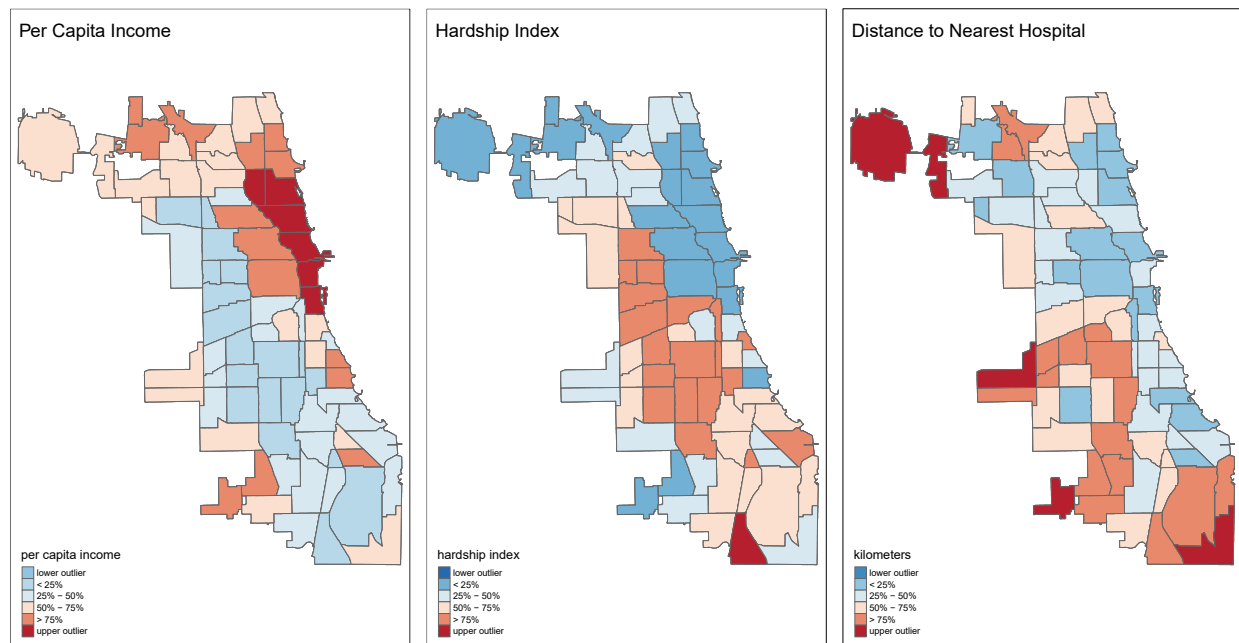 Per Capita Income
per capita income
lower outlier
< 25%
25% − 50%
50% − 75%
> 75%
upper outlier
Hardship Index
hardship index
lower outlier
< 25%
25% − 50%
50% − 75%
> 75%
upper outlier
Distance to Nearest Hospital
kilometers
lower outlier
< 25%
25% − 50%
50% − 75%
> 75%
upper outlier